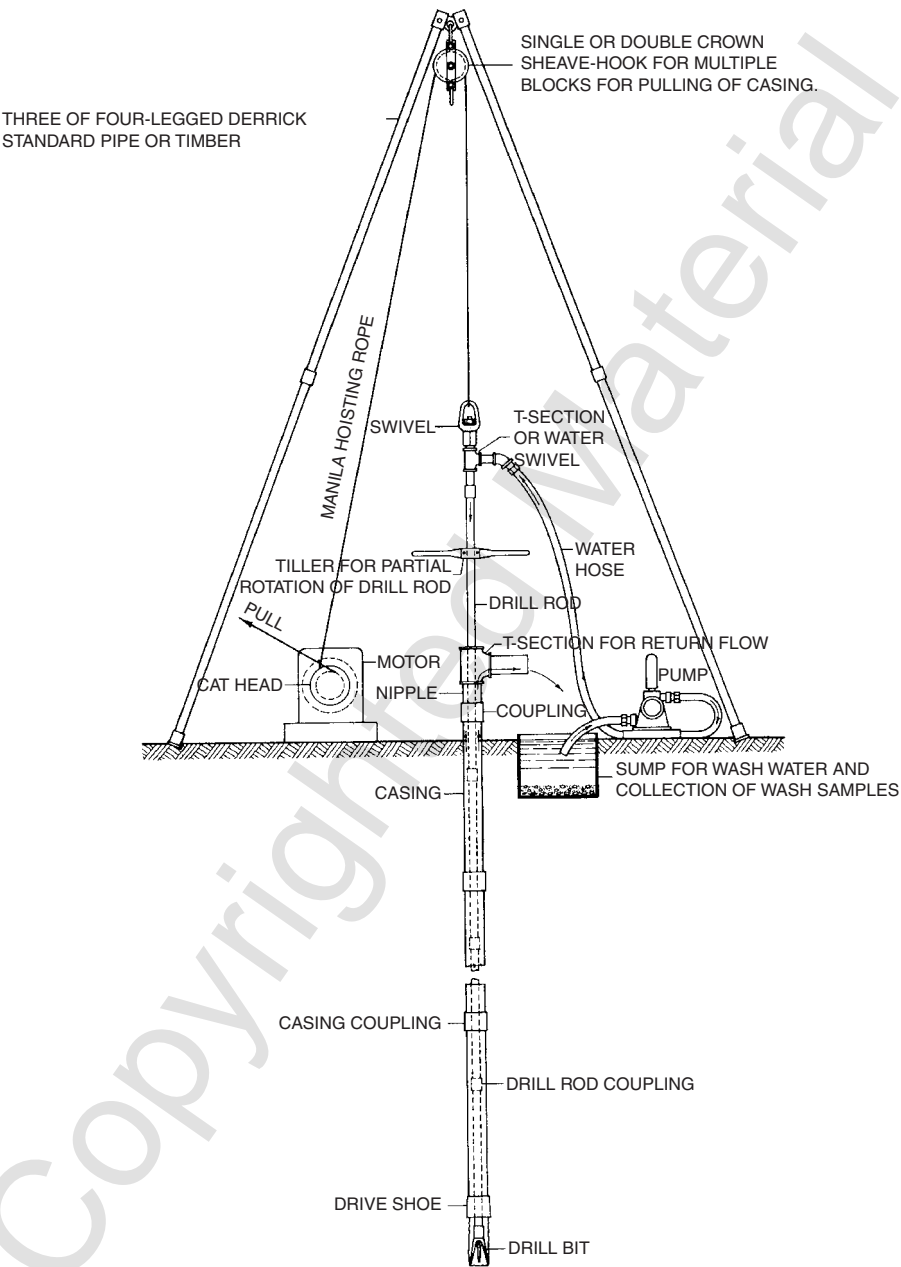 SINGLE OR DOUBLE CROWN
SHEAVE-HOOK FOR MULTIPLE
BLOCKS FOR PULLING OF CASING.
THREE OF FOUR-LEGGED DERRICK
STANDARD PIPE OR TIMBER
MANILA HOISTING ROPE
SWIVEL
T-SECTION
OR WATER
SWIVEL
WATER
HOSE
TILLER FOR PARTIAL
ROTATION OF DRILL ROD
DRILL ROD
PULL
T-SECTION FOR RETURN FLOW
MOTOR
CAT HEAD
NIPPLE
PUMP
COUPLING
CASING
SUMP FOR WASH WATER AND
COLLECTION OF WASH SAMPLES
CASING COUPLING
DRILL ROD COUPLING
DRIVE SHOE
DRILL BIT
Copyrighted Material